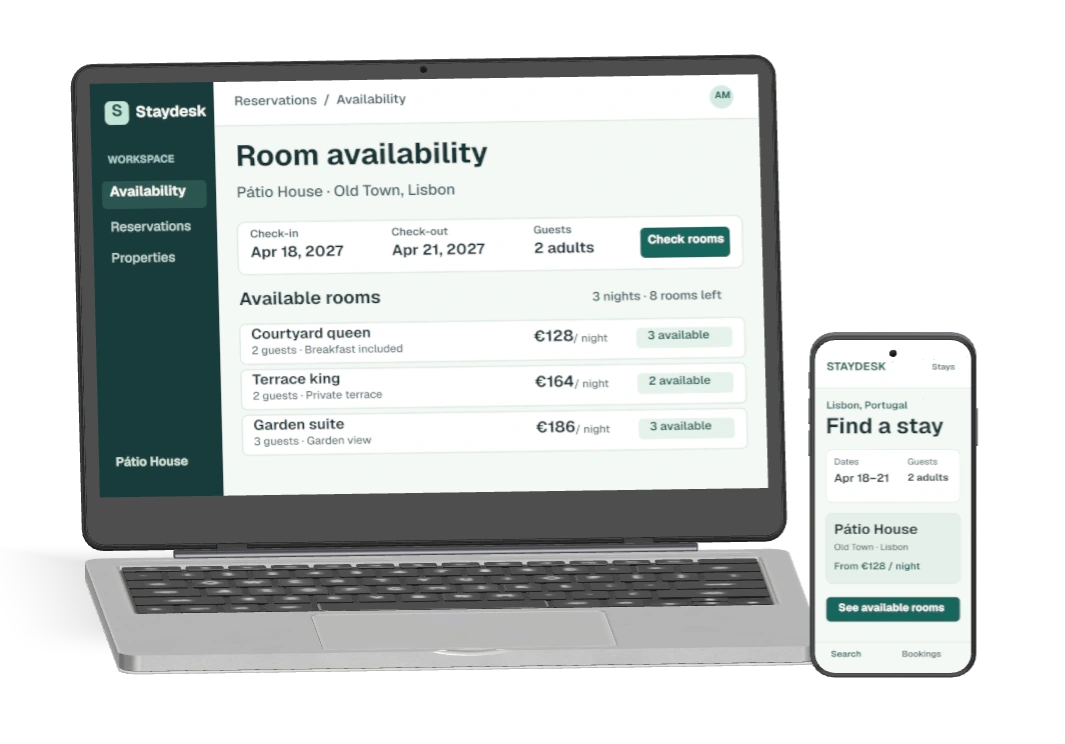 S Staydesk
WORKSPACE
Availability
Reservations
Properties
Pátio House
Reservations / Availability
AM
Room availability
Pátio House · Old Town, Lisbon
Check-in
Apr 18, 2027
Check-out
Apr 21, 2027
Guests
2 adults
Check rooms
Available rooms
3 nights · 8 rooms left
Courtyard queen
2 guests · Breakfast included
€128/ night
3 available
Terrace king
2 guests · Private terrace
€164/ night
2 available
Garden suite
3 guests · Garden view
€186/ night
3 available
STAYDESK
Stays
Lisbon, Portugal
Find a stay
Dates
Apr 18–21
Guests
2 adults
Pátio House
Old Town · Lisbon
From €128 / night
See available rooms
Search
Bookings